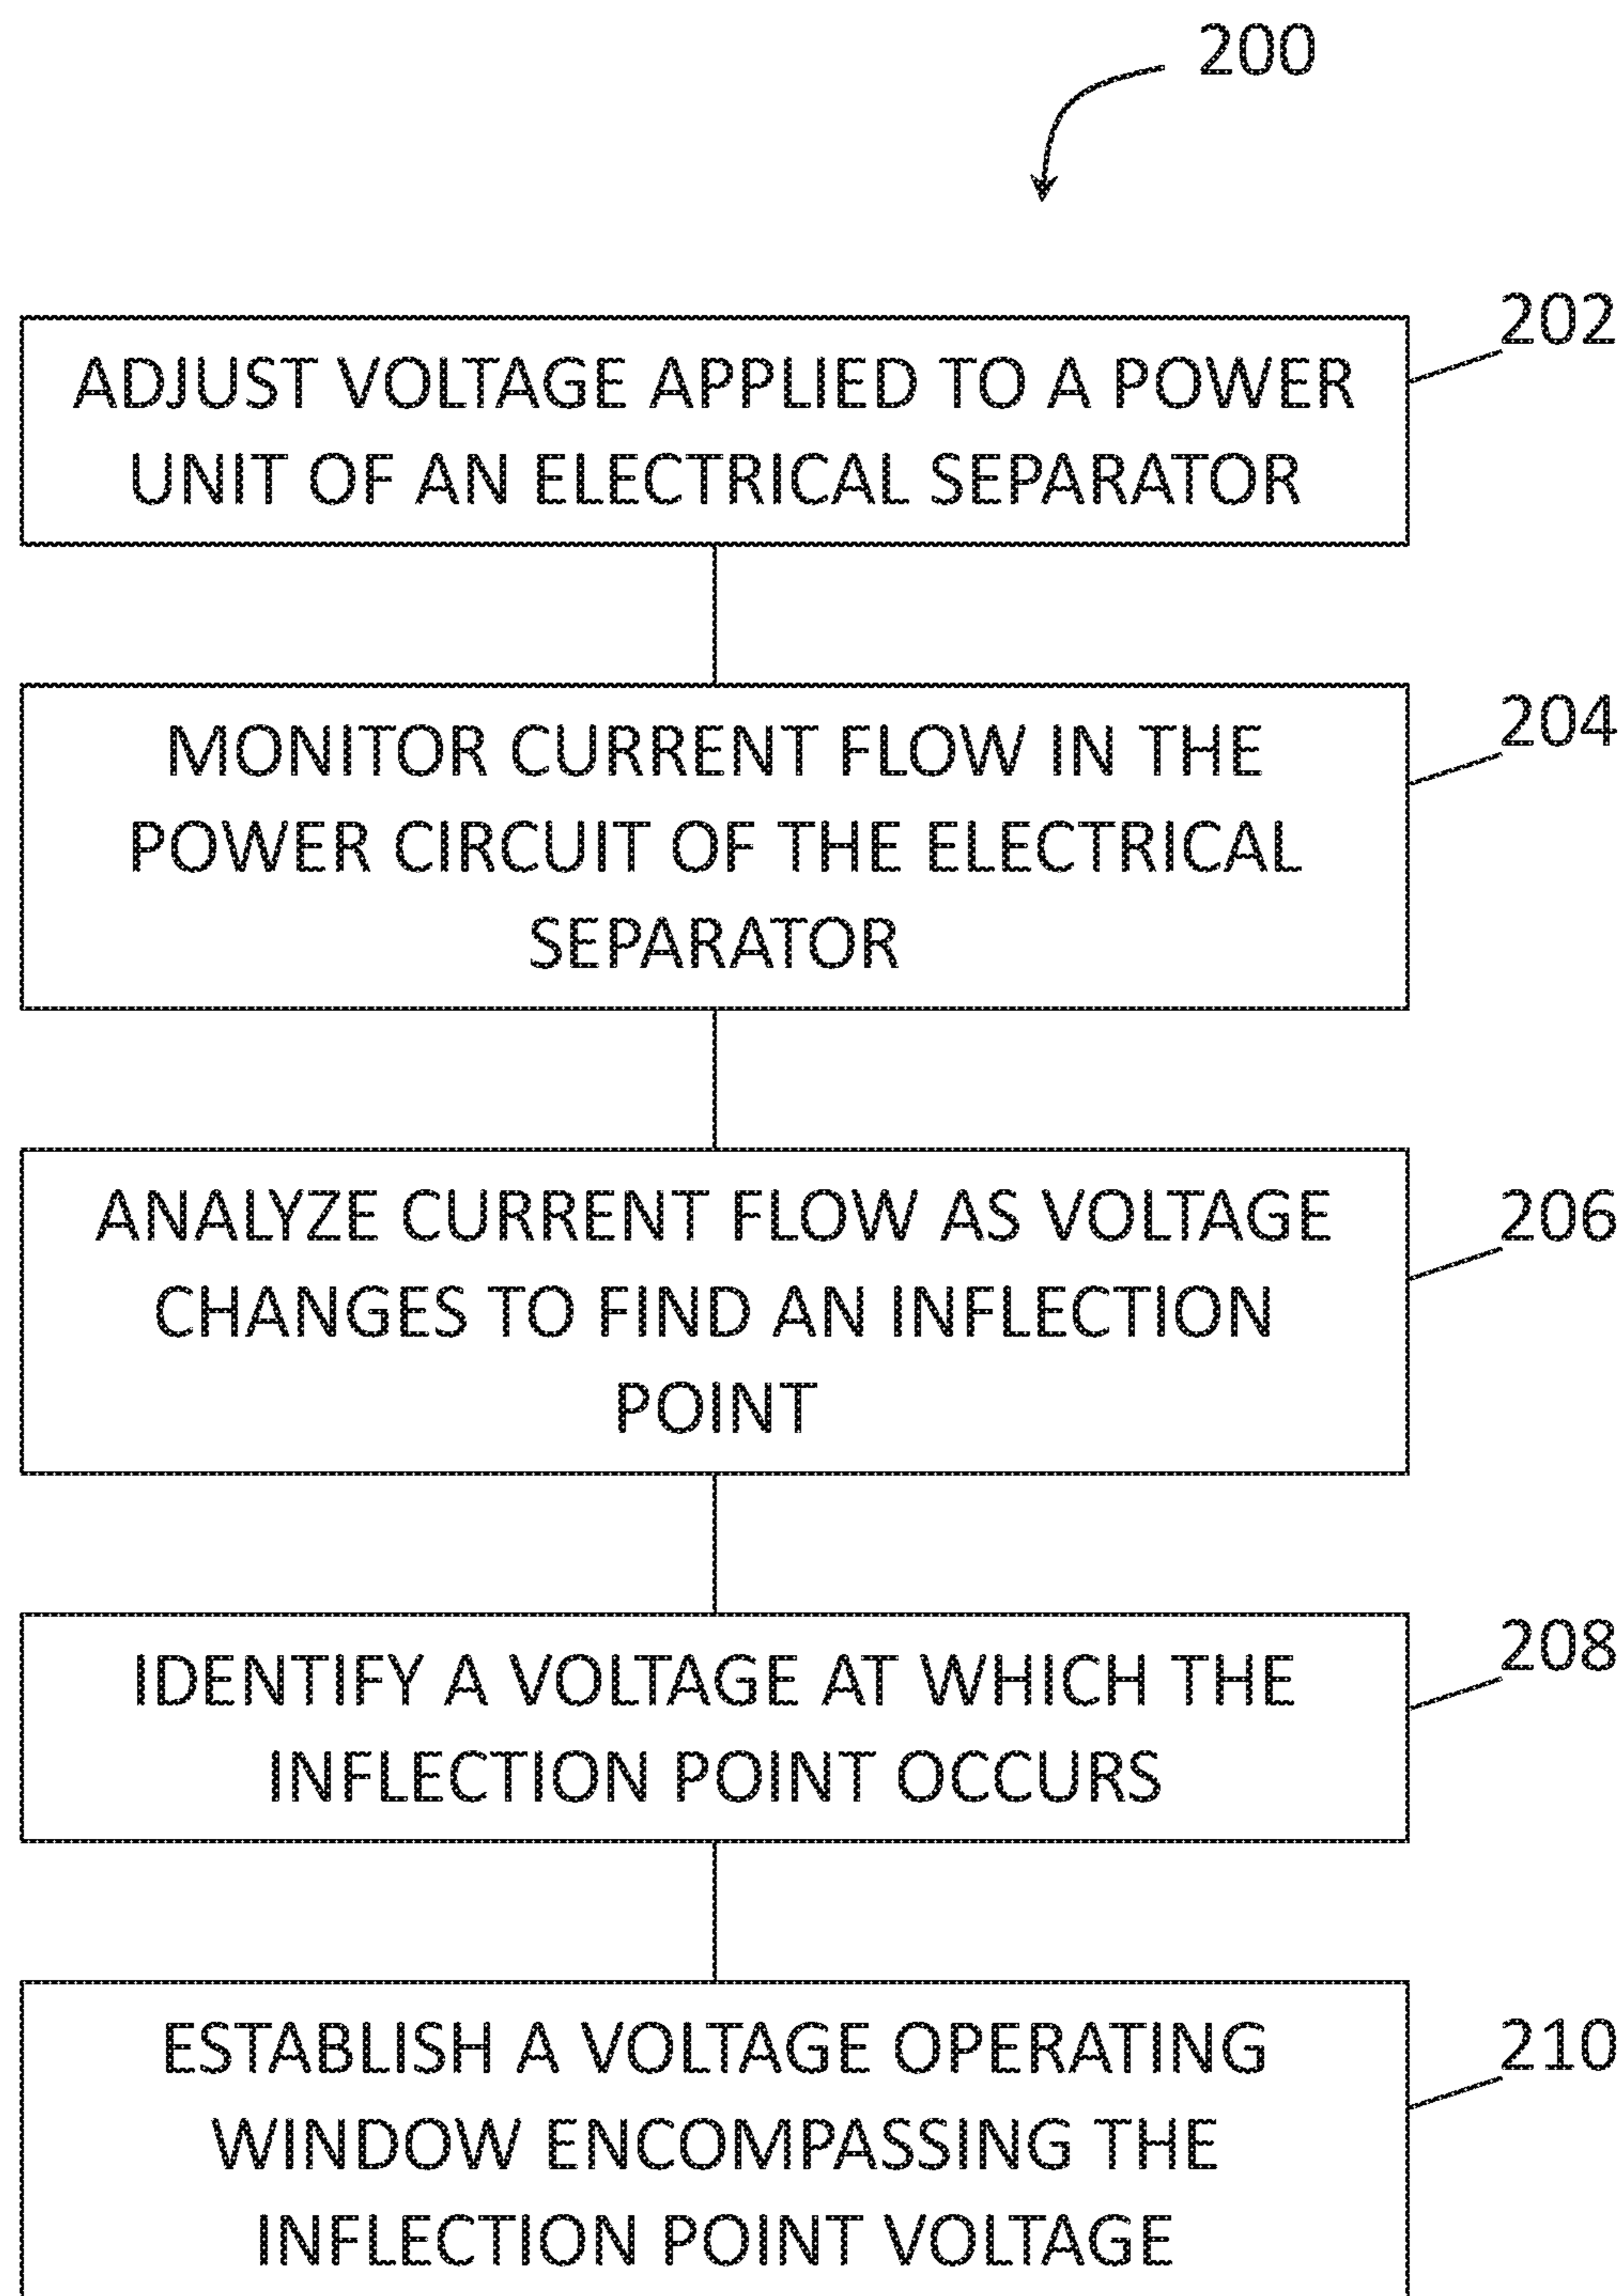 200
202
ADJUST VOLTAGE APPLIED TO A POWER
UNIT OF AN ELECTRICAL SEPARATOR
204
MONITOR CURRENT FLOW IN THE
POWER CIRCUIT OF THE ELECTRICAL
SEPARATOR
206
ANALYZE CURRENT FLOW AS VOLTAGE
CHANGES TO FIND AN INFLECTION
POINT
208
IDENTIFY A VOLTAGE AT WHICH THE
INFLECTION POINT OCCURS
210
ESTABLISH A VOLTAGE OPERATING
WINDOW ENCOMPASSING THE
INFLECTION POINT VOLTAGE